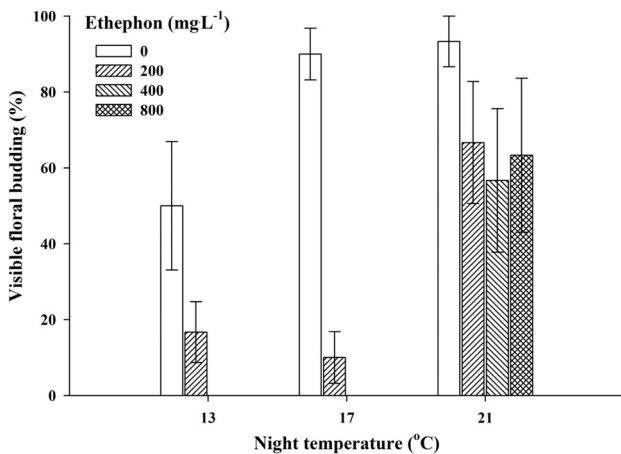 Ethephon (mg·L⁻¹)
0
200
400
800
100
80
60
40
20
0
Visible floral budding (%)
13 17 21
Night temperature (°C)